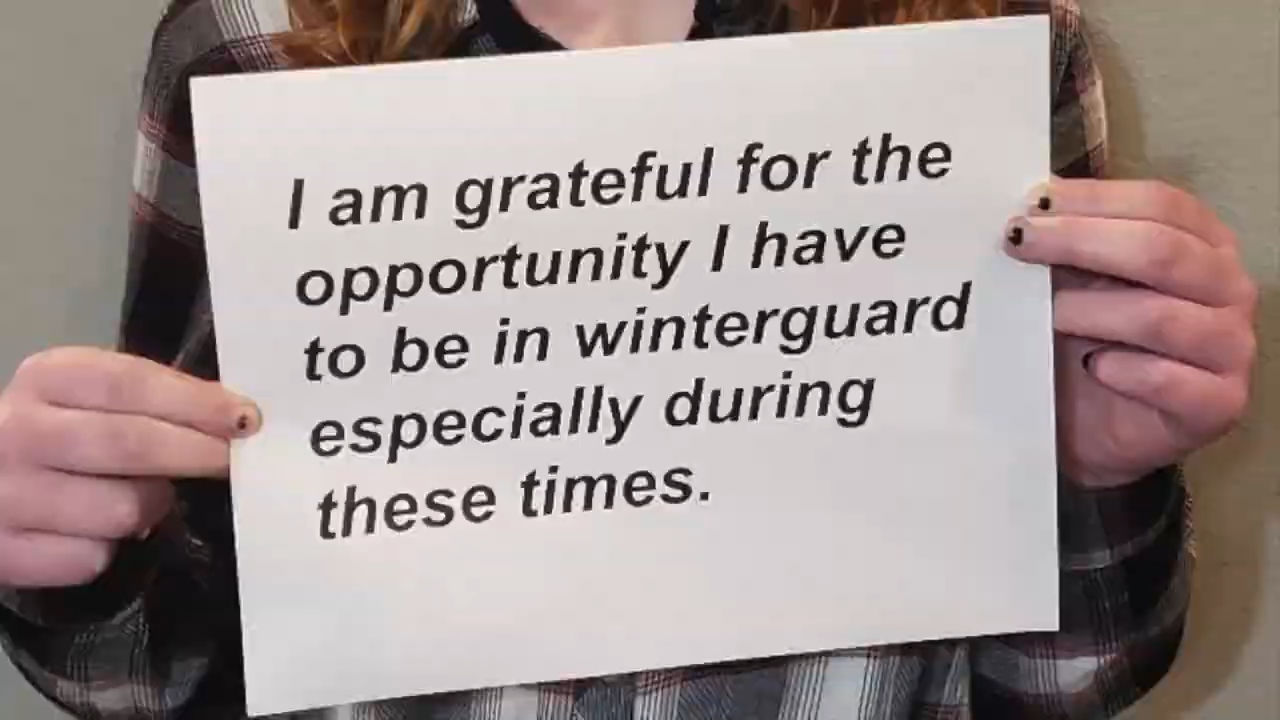 I am grateful for the
opportunity I have
to be in winterguard
especially during
these times.